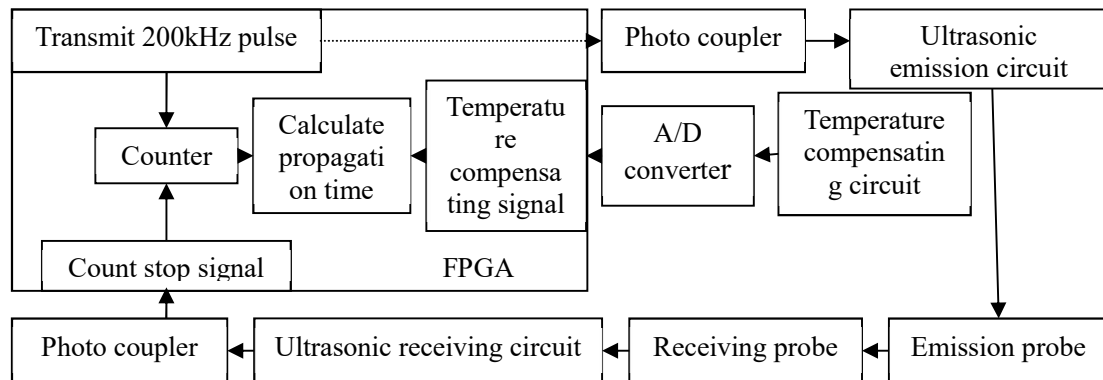 Transmit 200kHz pulse
Photo coupler
Ultrasonic
emission circuit
Counter
Calculate
propagati
on time
Temperatu
re
compensa
ting signal
A/D
converter
Temperature
compensatin
g circuit
Count stop signal
FPGA
Photo coupler
Ultrasonic receiving circuit
Receiving probe
Emission probe